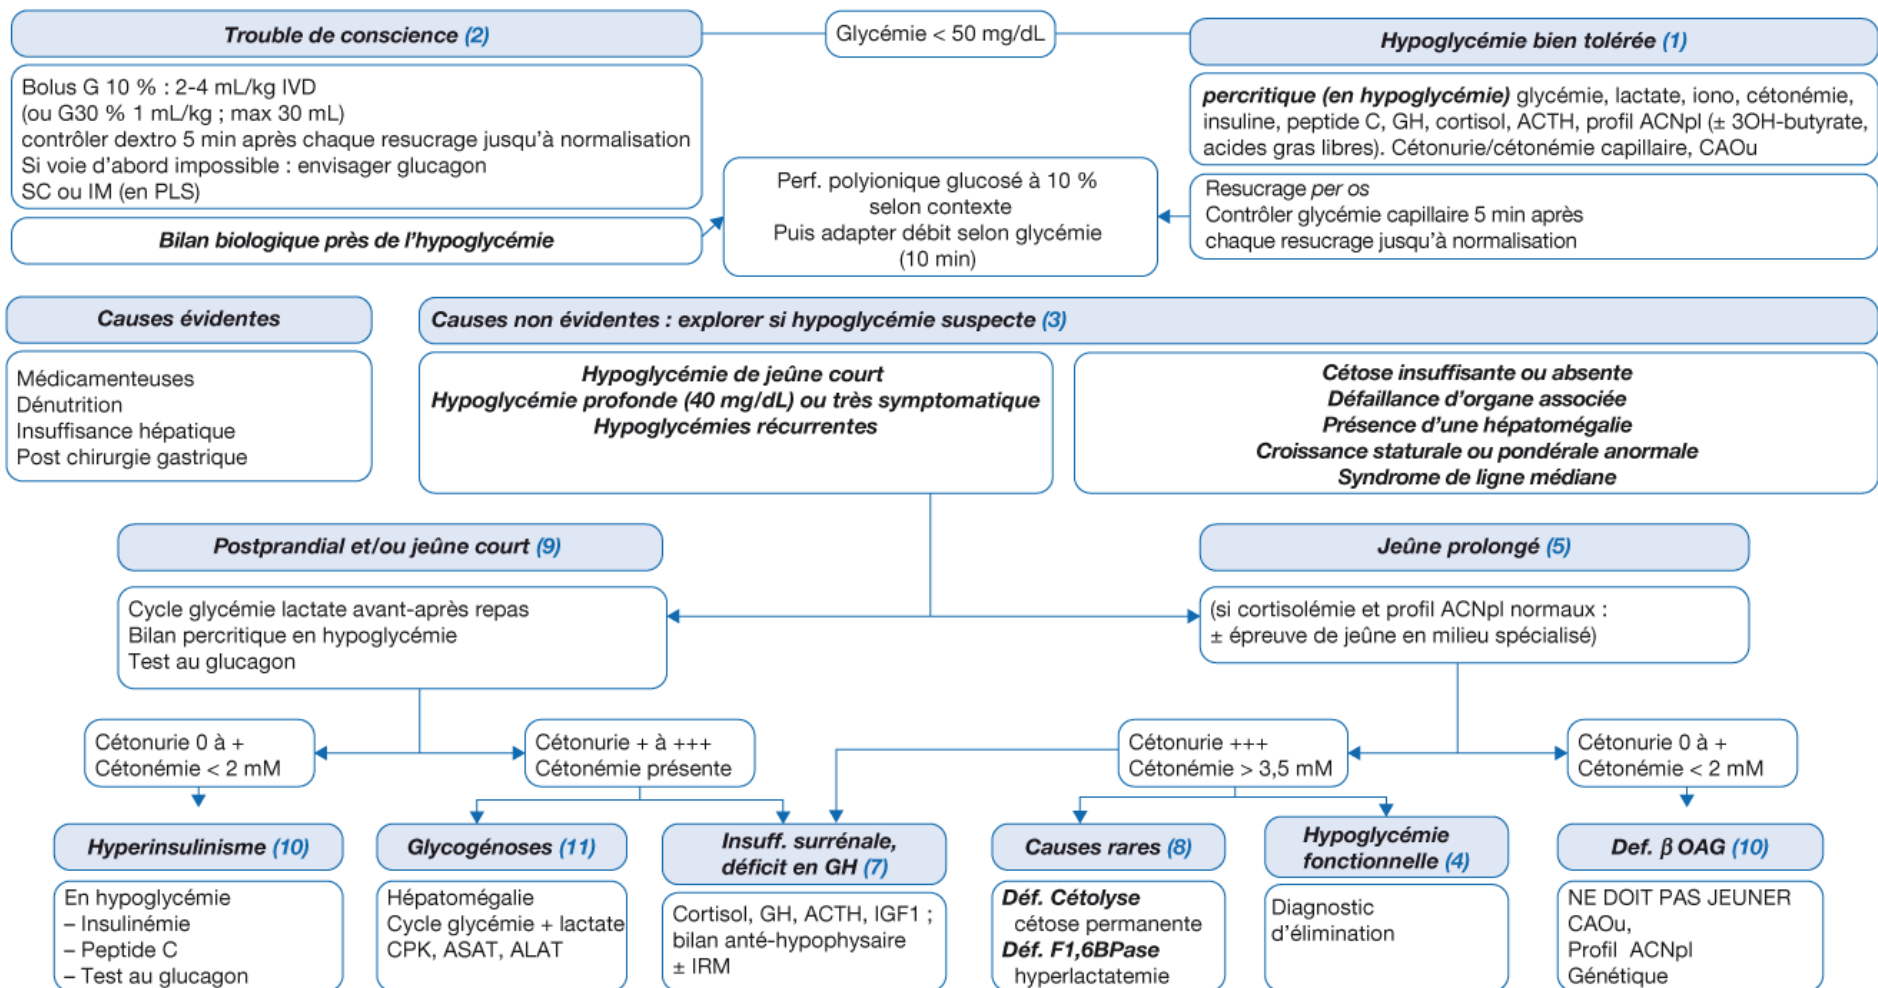 Trouble de conscience (2)
Glycémie < 50 mg/dL
Hypoglycémie bien tolérée (1)
Bolus G 10 % : 2-4 mL/kg IVD
(ou G30 % 1 mL/kg ; max 30 mL)
contrôler dextro 5 min après chaque resucrage jusqu’à normalisation
Si voie d’abord impossible : envisager glucagon
SC ou IM (en PLS)
Bilan biologique près de l’hypoglycémie
percritique (en hypoglycémie) glycémie, lactate, iono, cétonémie,
insuline, peptide C, GH, cortisol, ACTH, profil ACNpl (± 3OH-butyrate,
acides gras libres). Cétonurie/cétonémie capillaire, CAOu
Perf. polyionique glucosé à 10 %
selon contexte
Puis adapter débit selon glycémie
(10 min)
Resucrage per os
Contrôler glycémie capillaire 5 min après
chaque resucrage jusqu’à normalisation
Causes évidentes
Médicamenteuses
Dénutrition
Insuffisance hépatique
Post chirurgie gastrique
Causes non évidentes : explorer si hypoglycémie suspecte (3)
Hypoglycémie de jeûne court
Hypoglycémie profonde (40 mg/dL) ou très symptomatique
Hypoglycémies récurrentes
Cétose insuffisante ou absente
Défaillance d’organe associée
Présence d’une hépatomégalie
Croissance staturale ou pondérale anormale
Syndrome de ligne médiane
Postprandial et/ou jeûne court (9)
Cycle glycémie lactate avant-après repas
Bilan percritique en hypoglycémie
Test au glucagon
Jeûne prolongé (5)
(si cortisolémie et profil ACNpl normaux :
± épreuve de jeûne en milieu spécialisé)
Cétonurie 0 à +
Cétonémie < 2 mM
Cétonurie + à +++
Cétonémie présente
Cétonurie +++
Cétonémie > 3,5 mM
Cétonurie 0 à +
Cétonémie < 2 mM
Hyperinsulinisme (10)
En hypoglycémie
– Insulinémie
– Peptide C
– Test au glucagon
Glycogénoses (11)
Hépatomégalie
Cycle glycémie + lactate
CPK, ASAT, ALAT
Insuff. surrénale,
déficit en GH (7)
Cortisol, GH, ACTH, IGF1 ;
bilan anté-hypophysaire
± IRM
Causes rares (8)
Déf. Cétolyse
cétose permanente
Déf. F1,6BPase
hyperlactatemie
Hypoglycémie
fonctionnelle (4)
Diagnostic
d’élimination
Def. β OAG (10)
NE DOIT PAS JEUNER
CAOu,
Profil ACNpl
Génétique